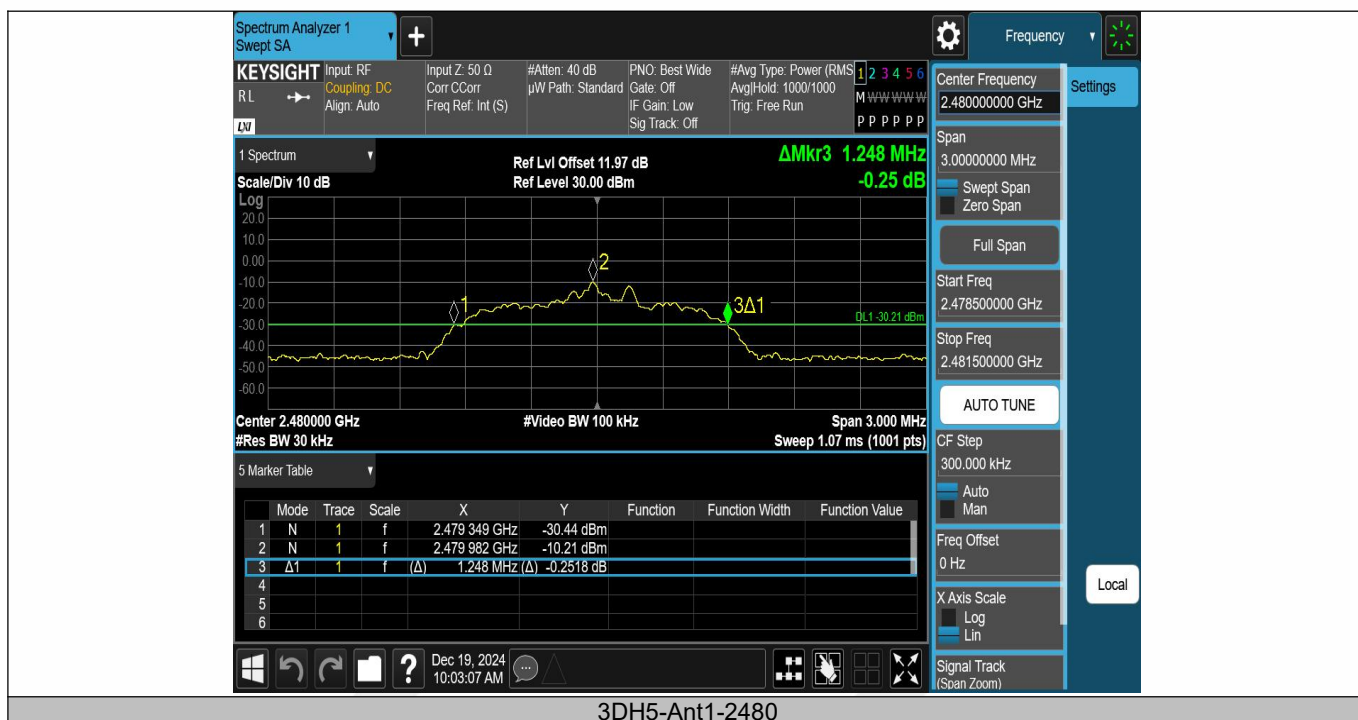 Spectrum Analyzer 1
Swept SA
+
Frequency
KEYSIGHT
RL
LXI
Input: RF
Coupling: DC
Align: Auto
Input Z: 50 Ω
Corr CCorr
Freq Ref: Int (S)
#Atten: 40 dB
µW Path: Standard
PNO: Best Wide
Gate: Off
IF Gain: Low
Sig Track: Off
#Avg Type: Power (RMS
Avg|Hold: 1000/1000
Trig: Free Run
1 2 3 4 5 6
M W W W W W
P P P P P P
1 Spectrum
Scale/Div 10 dB
Ref Lvl Offset 11.97 dB
Ref Level 30.00 dBm
ΔMkr3 1.248 MHz
-0.25 dB
Log
20.0
10.0
0.00
-10.0
-20.0
-30.0
-40.0
-50.0
-60.0
1
2
3Δ1
DL1 -30.21 dBm
Center 2.480000 GHz
#Video BW 100 kHz
Span 3.000 MHz
#Res BW 30 kHz
Sweep 1.07 ms (1001 pts)
5 Marker Table
Mode Trace Scale X Y Function Function Width Function Value
1 N 1 f 2.479 349 GHz -30.44 dBm
2 N 1 f 2.479 982 GHz -10.21 dBm
3 Δ1 1 f (Δ) 1.248 MHz (Δ) -0.2518 dB
4
5
6
?
Dec 19, 2024
10:03:07 AM
Center Frequency
2.480000000 GHz
Settings
Span
3.00000000 MHz
Swept Span
Zero Span
Full Span
Start Freq
2.478500000 GHz
Stop Freq
2.481500000 GHz
AUTO TUNE
CF Step
300.000 kHz
Auto
Man
Freq Offset
0 Hz
Local
X Axis Scale
Log
Lin
Signal Track
(Span Zoom)
3DH5-Ant1-2480